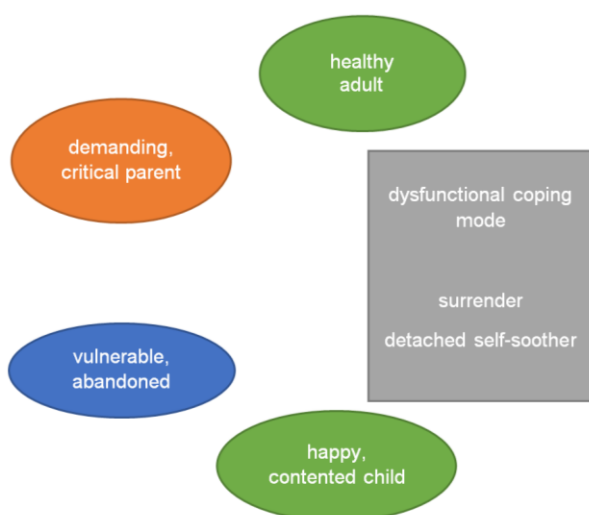 healthy
adult
demanding,
critical parent
dysfunctional coping
mode
surrender
detached self-soother
vulnerable,
abandoned
happy,
contented child